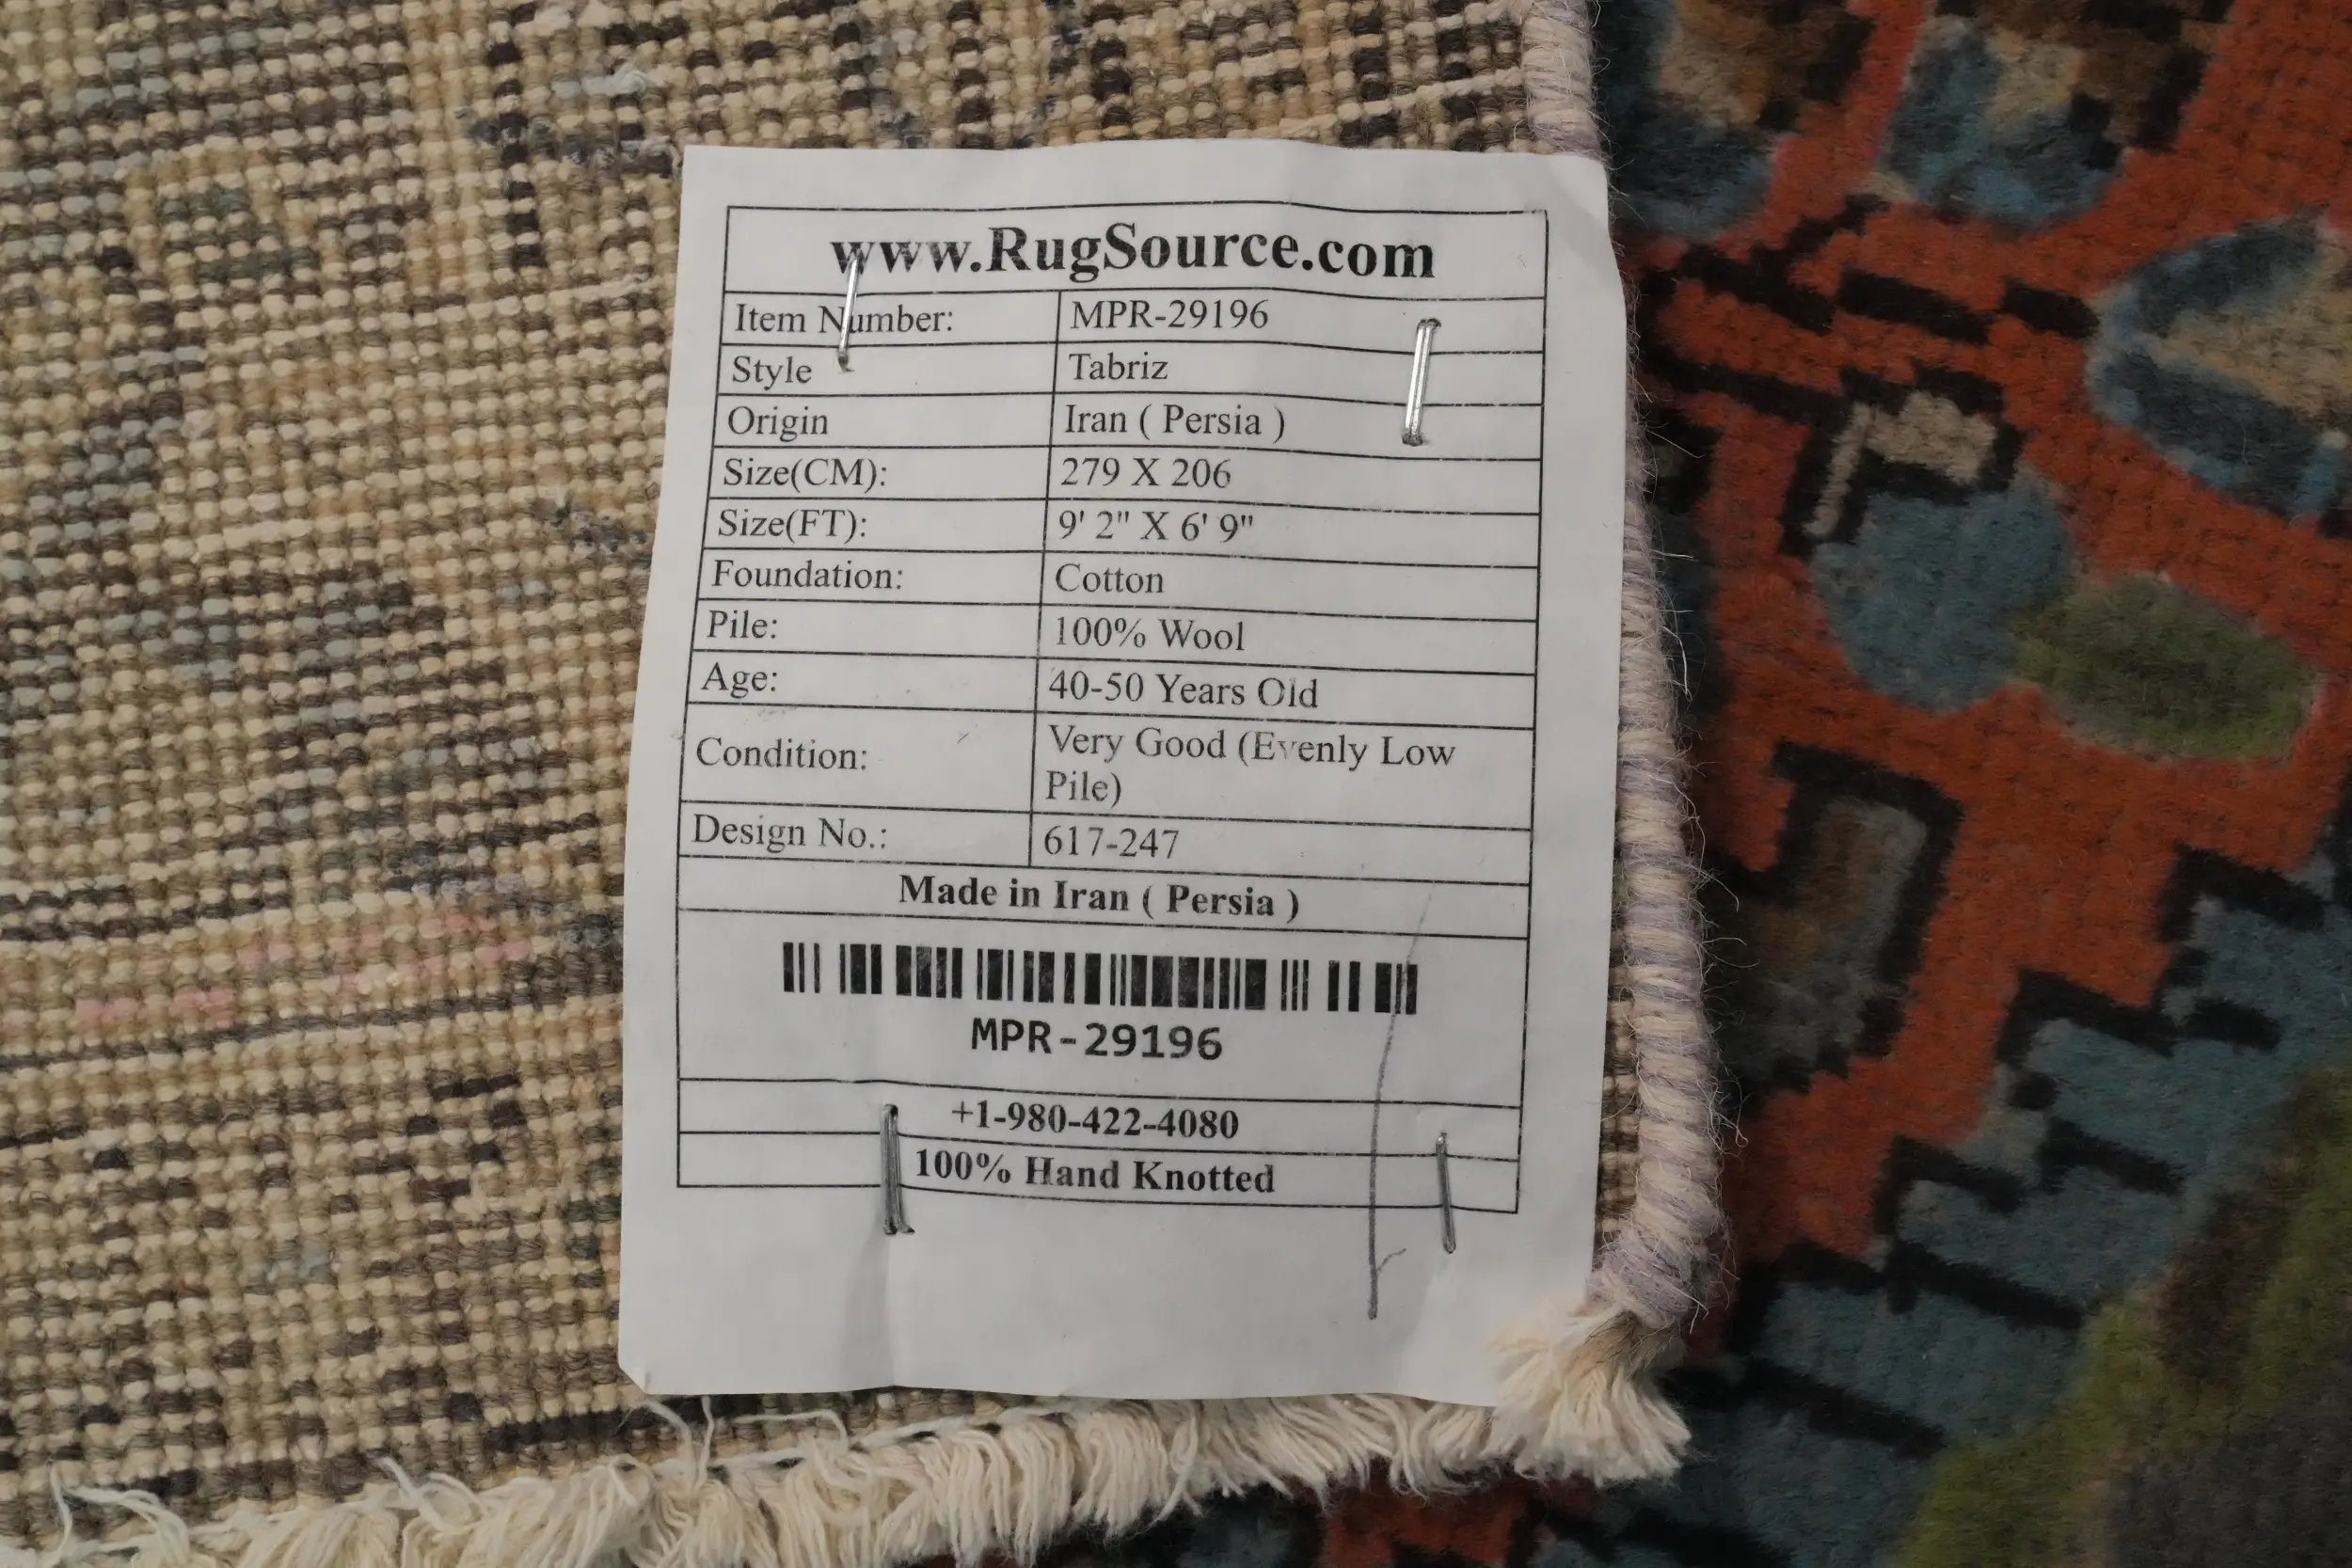 www.RugSource.com
Item Number: MPR-29196
Style Tabriz
Origin Iran ( Persia )
Size(CM): 279 X 206
Size(FT): 9' 2" X 6' 9"
Foundation: Cotton
Pile: 100% Wool
Age: 40-50 Years Old
Condition: Very Good (Evenly Low
Pile)
Design No.: 617-247
Made in Iran ( Persia )
MPR-29196
+1-980-422-4080
100% Hand Knotted